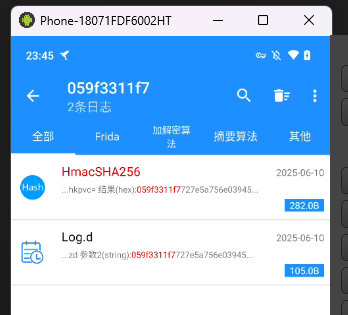 Phone-18071FDF6002HT
23:45
059f3311f7
2条日志
全部
Frida
加解密算法
摘要算法
其他
Hash
HmacSHA256
2025-06-10
...hkpvc= 结果(hex):059f3311f7727e5a756e03945...
282.0B
Log.d
2025-06-10
...zd 参数2(string):059f3311f7727e5a756e03945...
105.0B